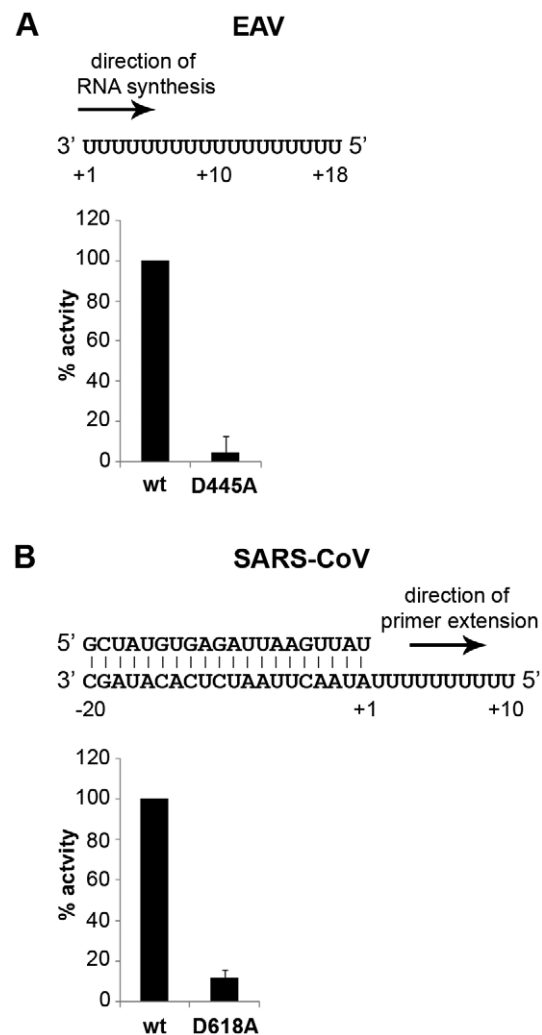 A EAV
direction of
RNA synthesis
3’ UUUUUUUUUUUUUUUUUU 5’
+1 +10 +18
120
100
80
60
40
20
0
% actvity
wt D445A
B SARS-CoV
direction of
primer extension
5’ GCUAUGUGAGAUUAAGUUAU
3’ CGAUACACUCUAAUUCAAUAUUUUUUUUUU 5’
-20 +1 +10
120
100
80
60
40
20
0
% actvity
wt D618A